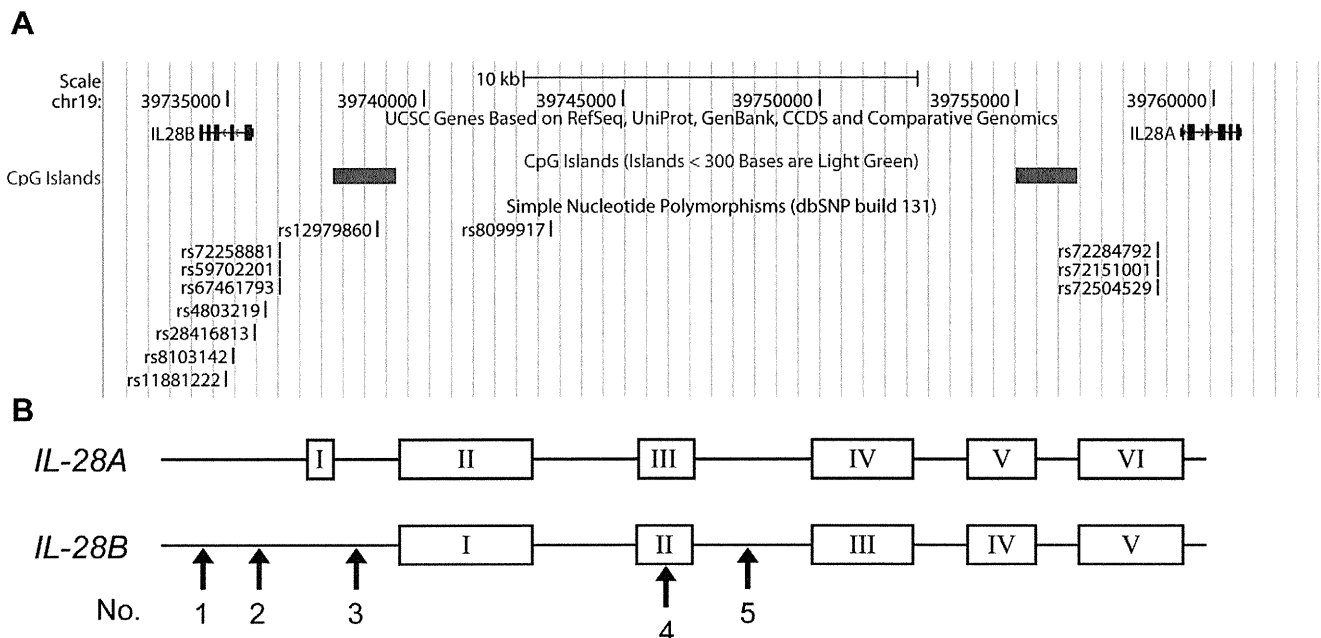 A
Scale
10 kb
chr19:
39735000
39740000
39745000
39750000
39755000
39760000
UCSC Genes Based on RefSeq, UniProt, GenBank, CCDS and Comparative Genomics
IL28B
IL28A
CpG Islands (Islands < 300 Bases are Light Green)
CpG Islands
Simple Nucleotide Polymorphisms (dbSNP build 131)
rs12979860
rs8099917
rs72258881
rs72284792
rs59702201
rs72151001
rs67461793
rs72504529
rs4803219
rs28416813
rs8103142
rs11881222
B
IL-28A
I
II
III
IV
V
VI
IL-28B
I
II
III
IV
V
No.
1
2
3
4
5